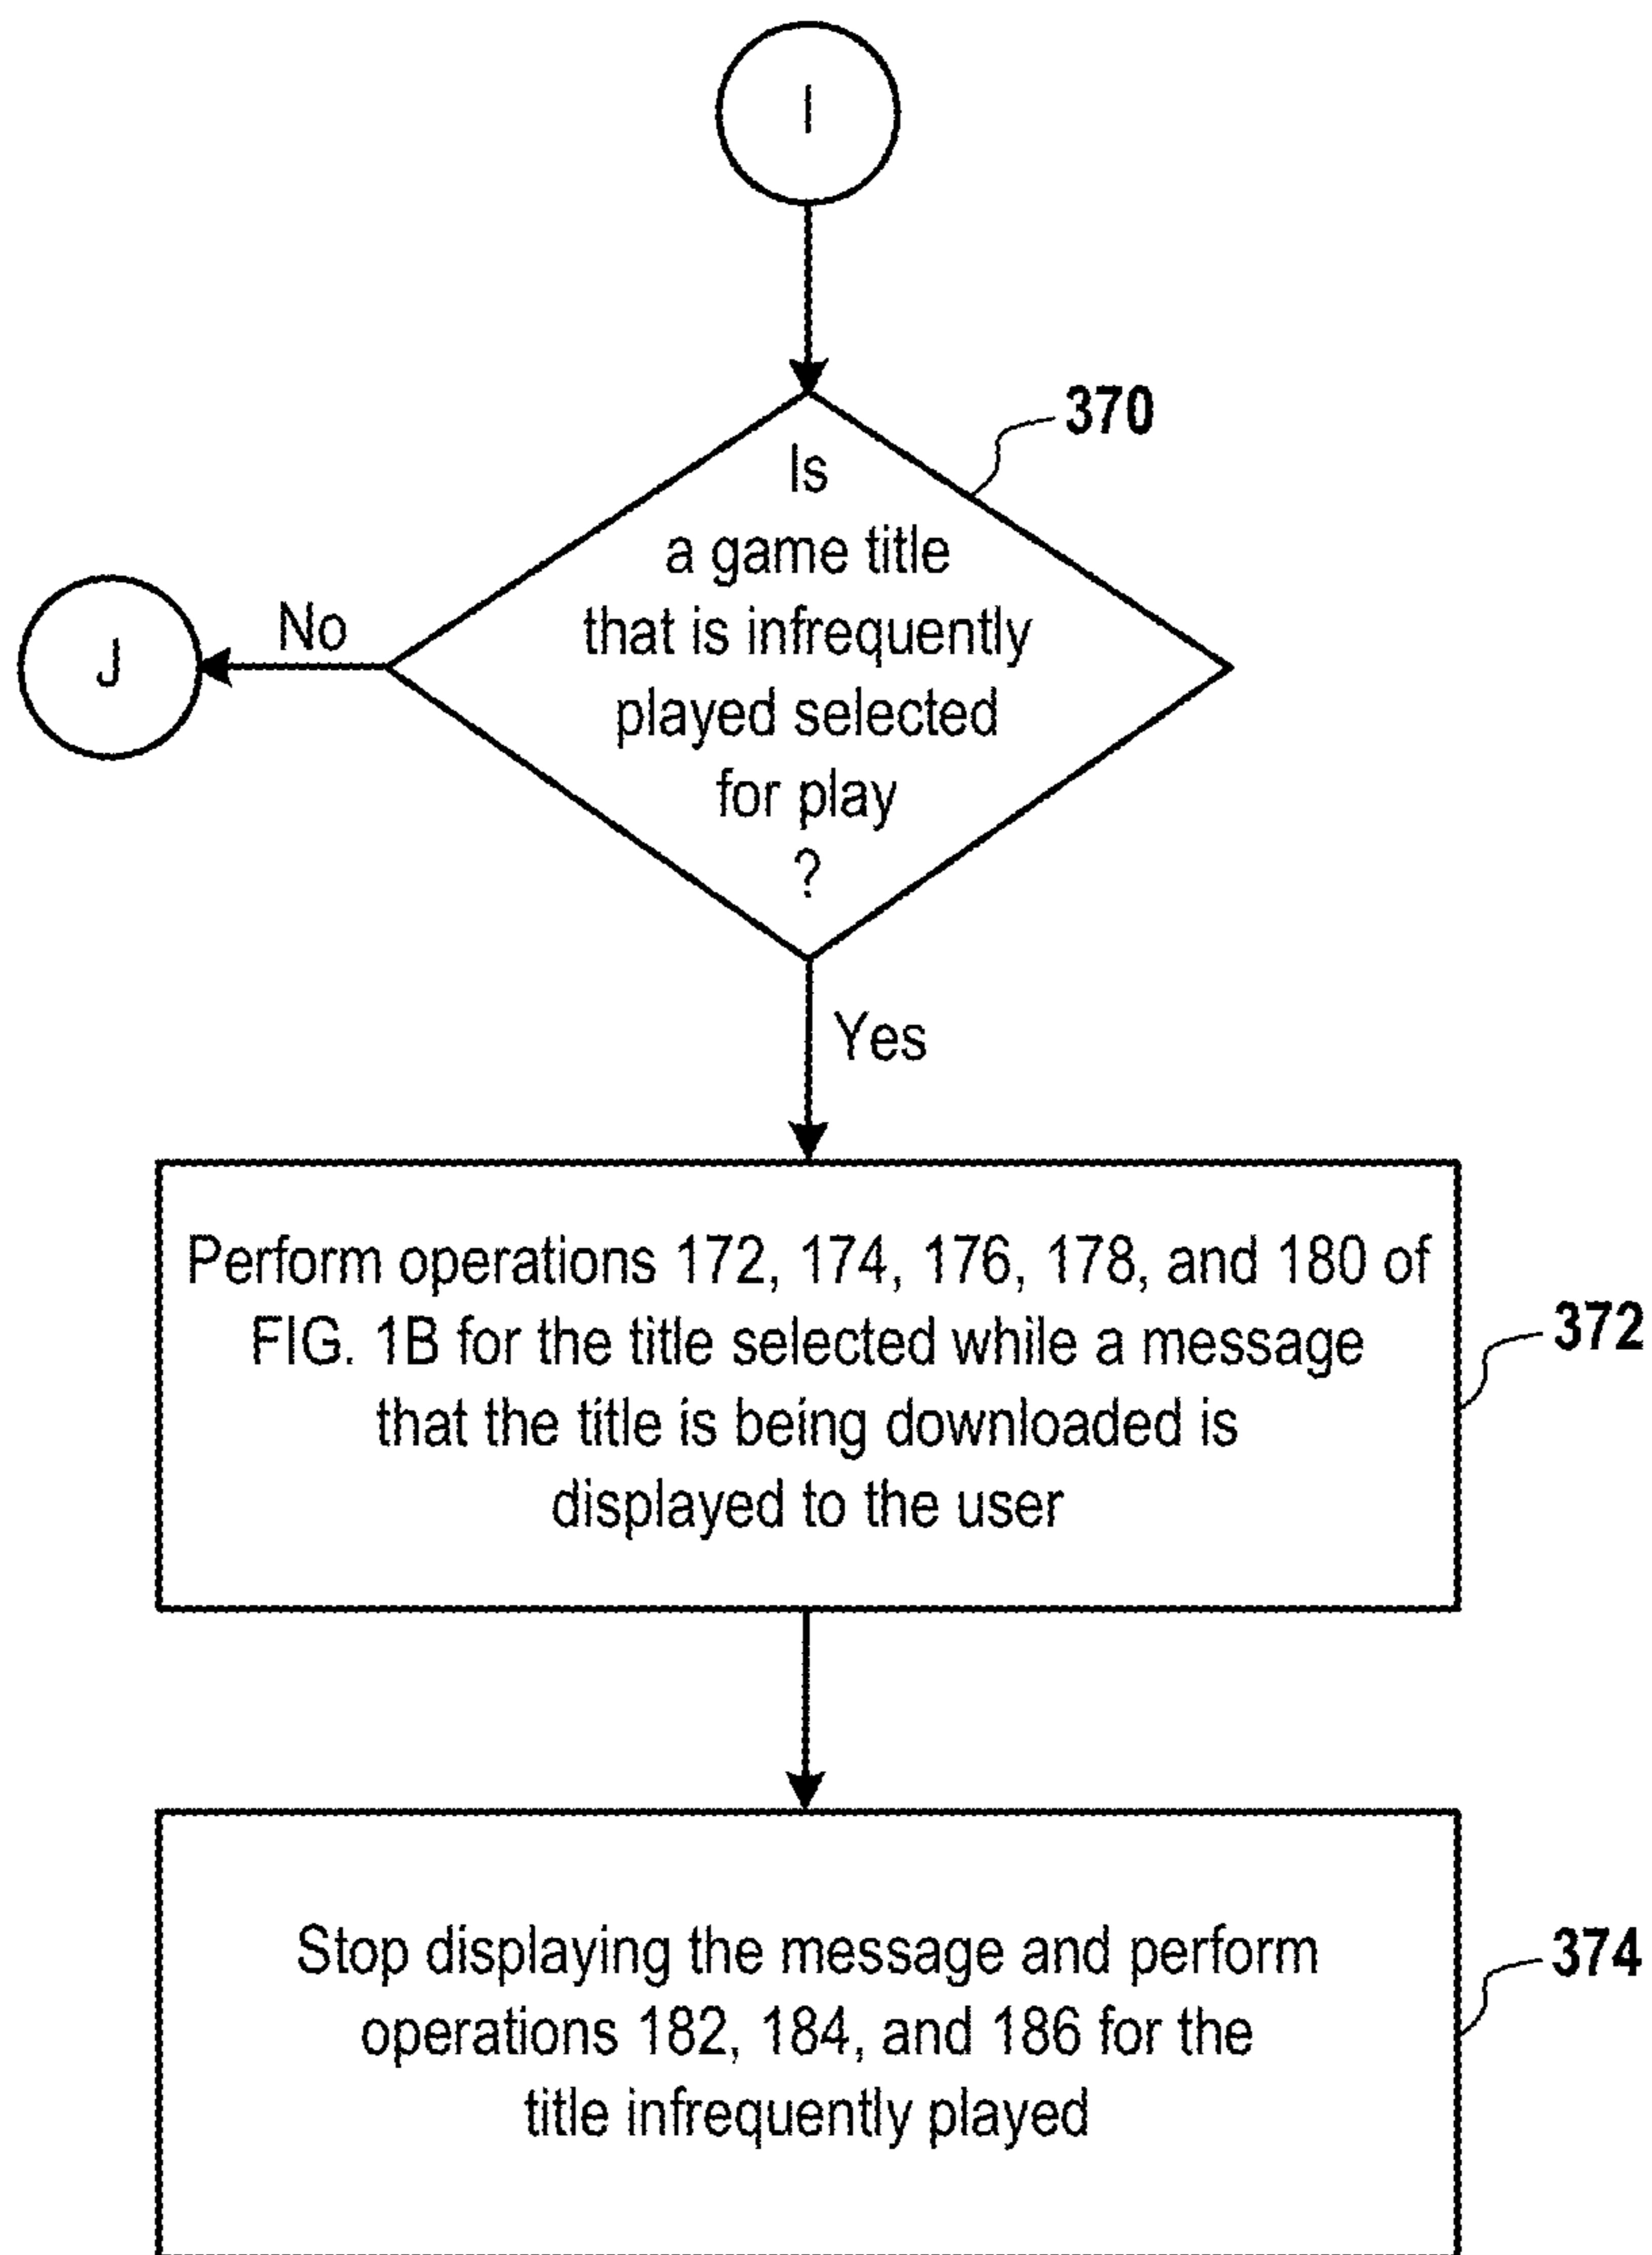 I
370
Is
a game title
that is infrequently
played selected
for play
?
No
J
Yes
Perform operations 172, 174, 176, 178, and 180 of
FIG. 1B for the title selected while a message
that the title is being downloaded is
displayed to the user
372
Stop displaying the message and perform
operations 182, 184, and 186 for the
title infrequently played
374